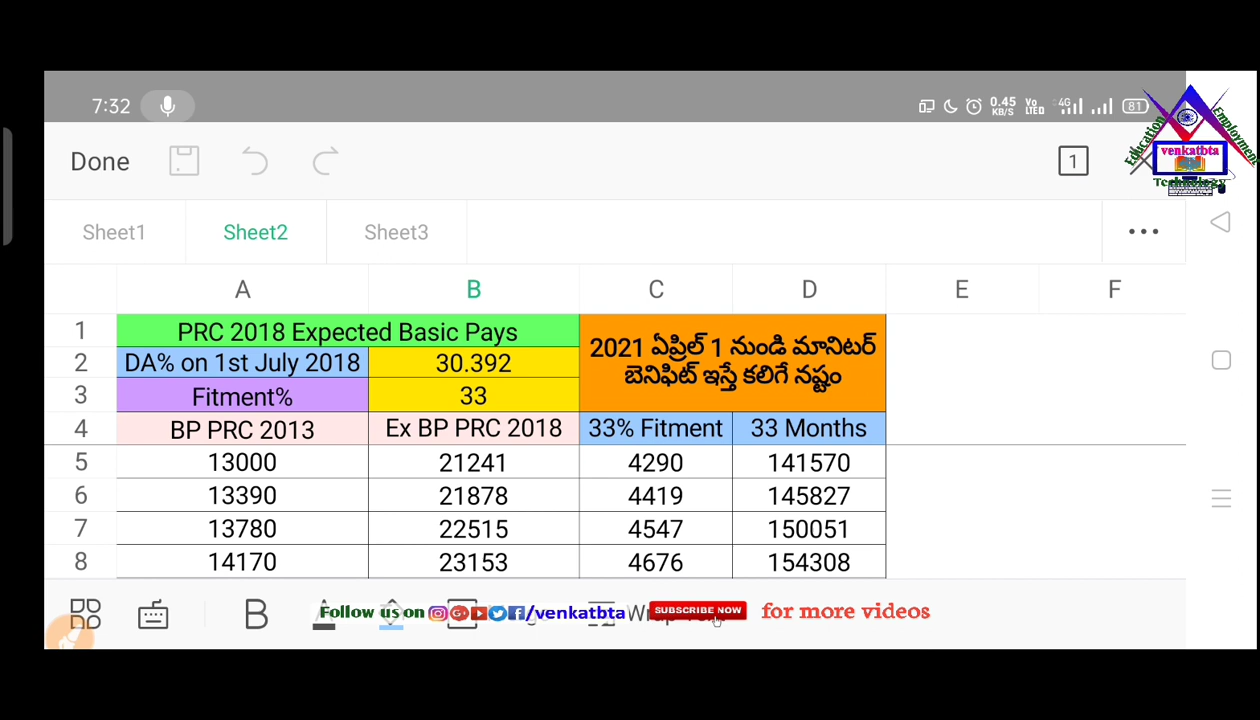 7:32
0.45
KB/S
Vo
LTE
4G
81
Done
1
Education
Employment
venkatbta
Technology
Sheet1 Sheet2 Sheet3
A B C D E F
1 PRC 2018 Expected Basic Pays
2021 ఏప్రిల్ 1 నుండి మానిటర్
బెనిఫిట్ ఇస్తే కలిగే నష్టం
2 DA% on 1st July 2018 30.392
3 Fitment% 33
4 BP PRC 2013 Ex BP PRC 2018 33% Fitment 33 Months
5 13000 21241 4290 141570
6 13390 21878 4419 145827
7 13780 22515 4547 150051
8 14170 23153 4676 154308
B
Follow us on /venkatbta SUBSCRIBE NOW for more videos